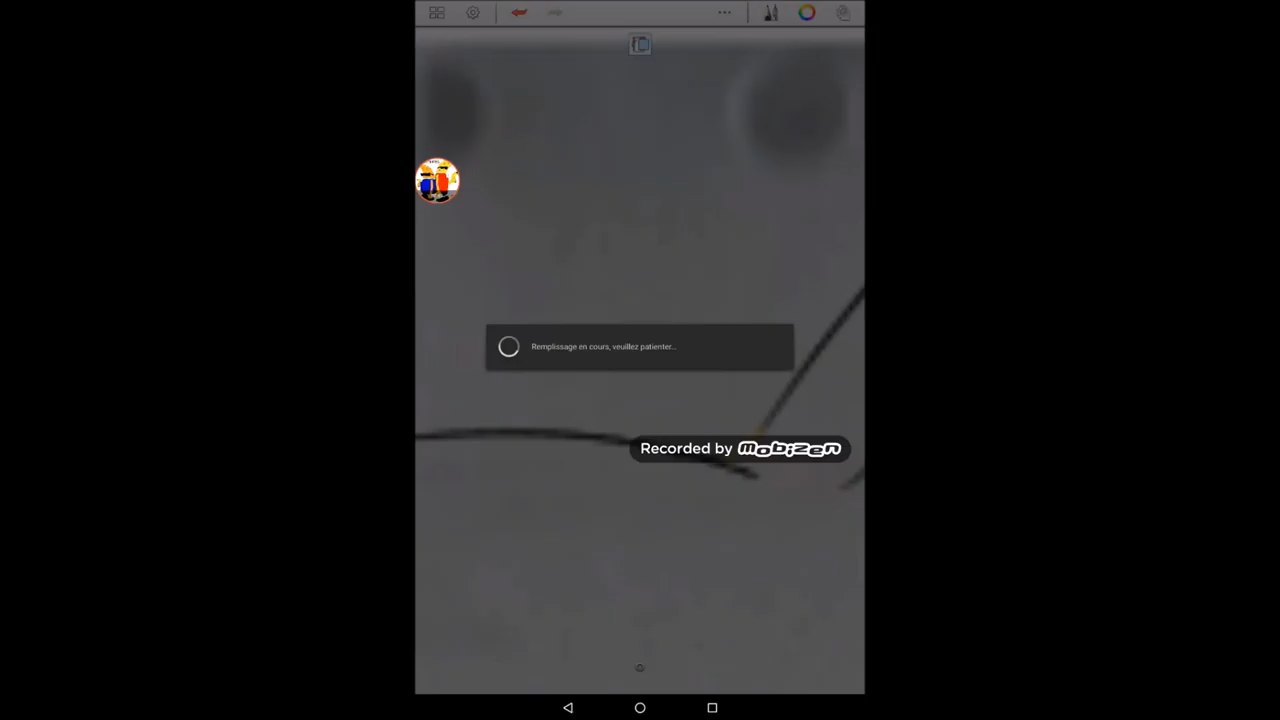 Remplissage en cours, veuillez patienter...
Recorded by mobizen